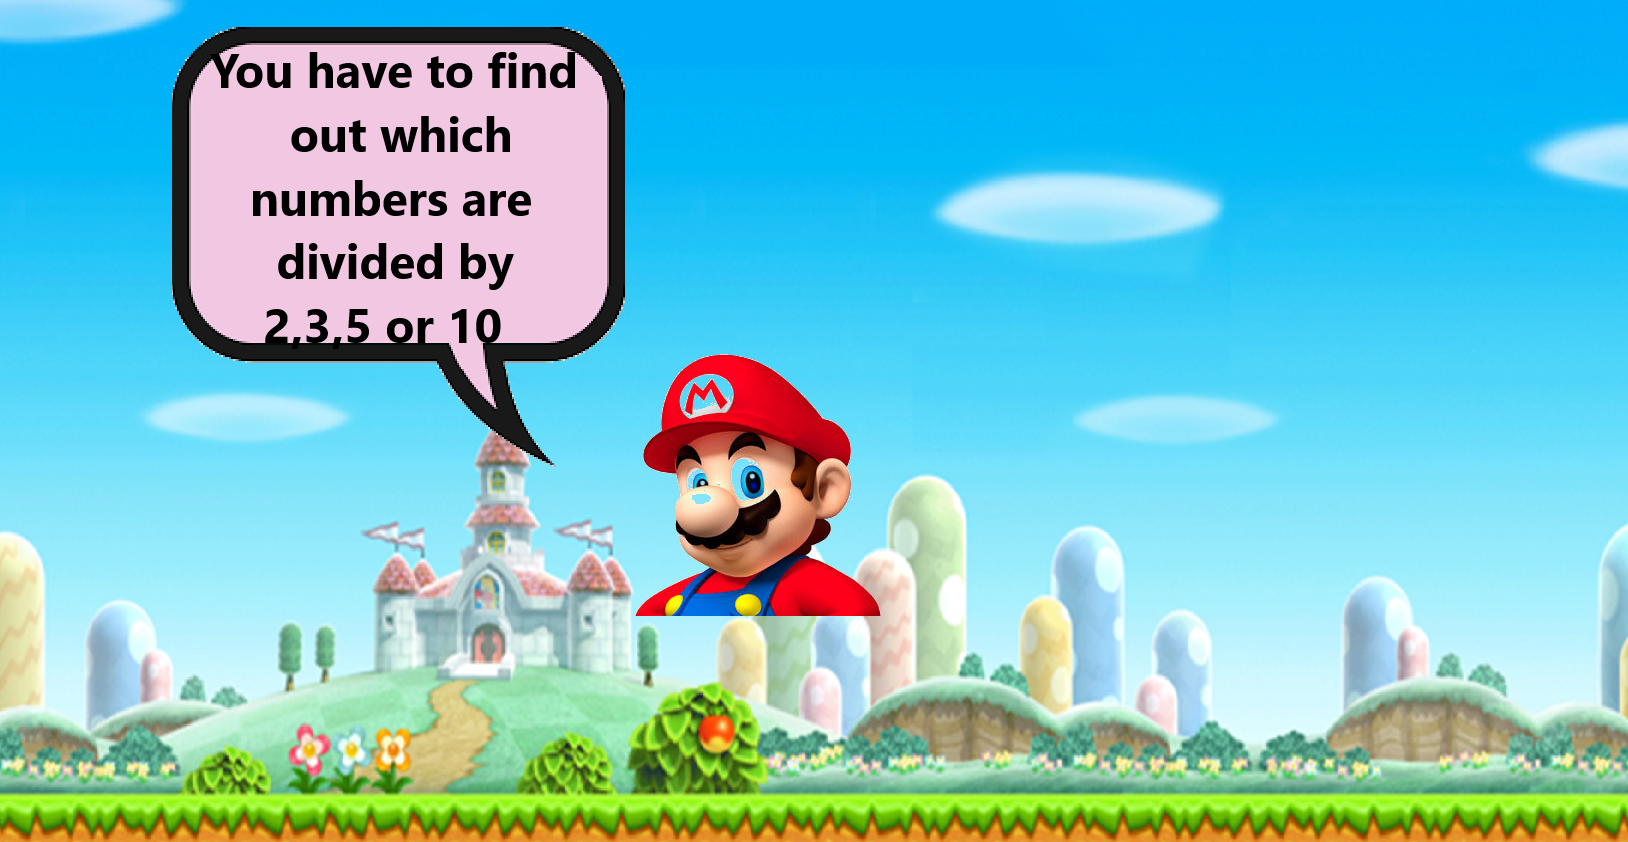 You have to find
out which
numbers are
divided by
2,3,5 or 10
M